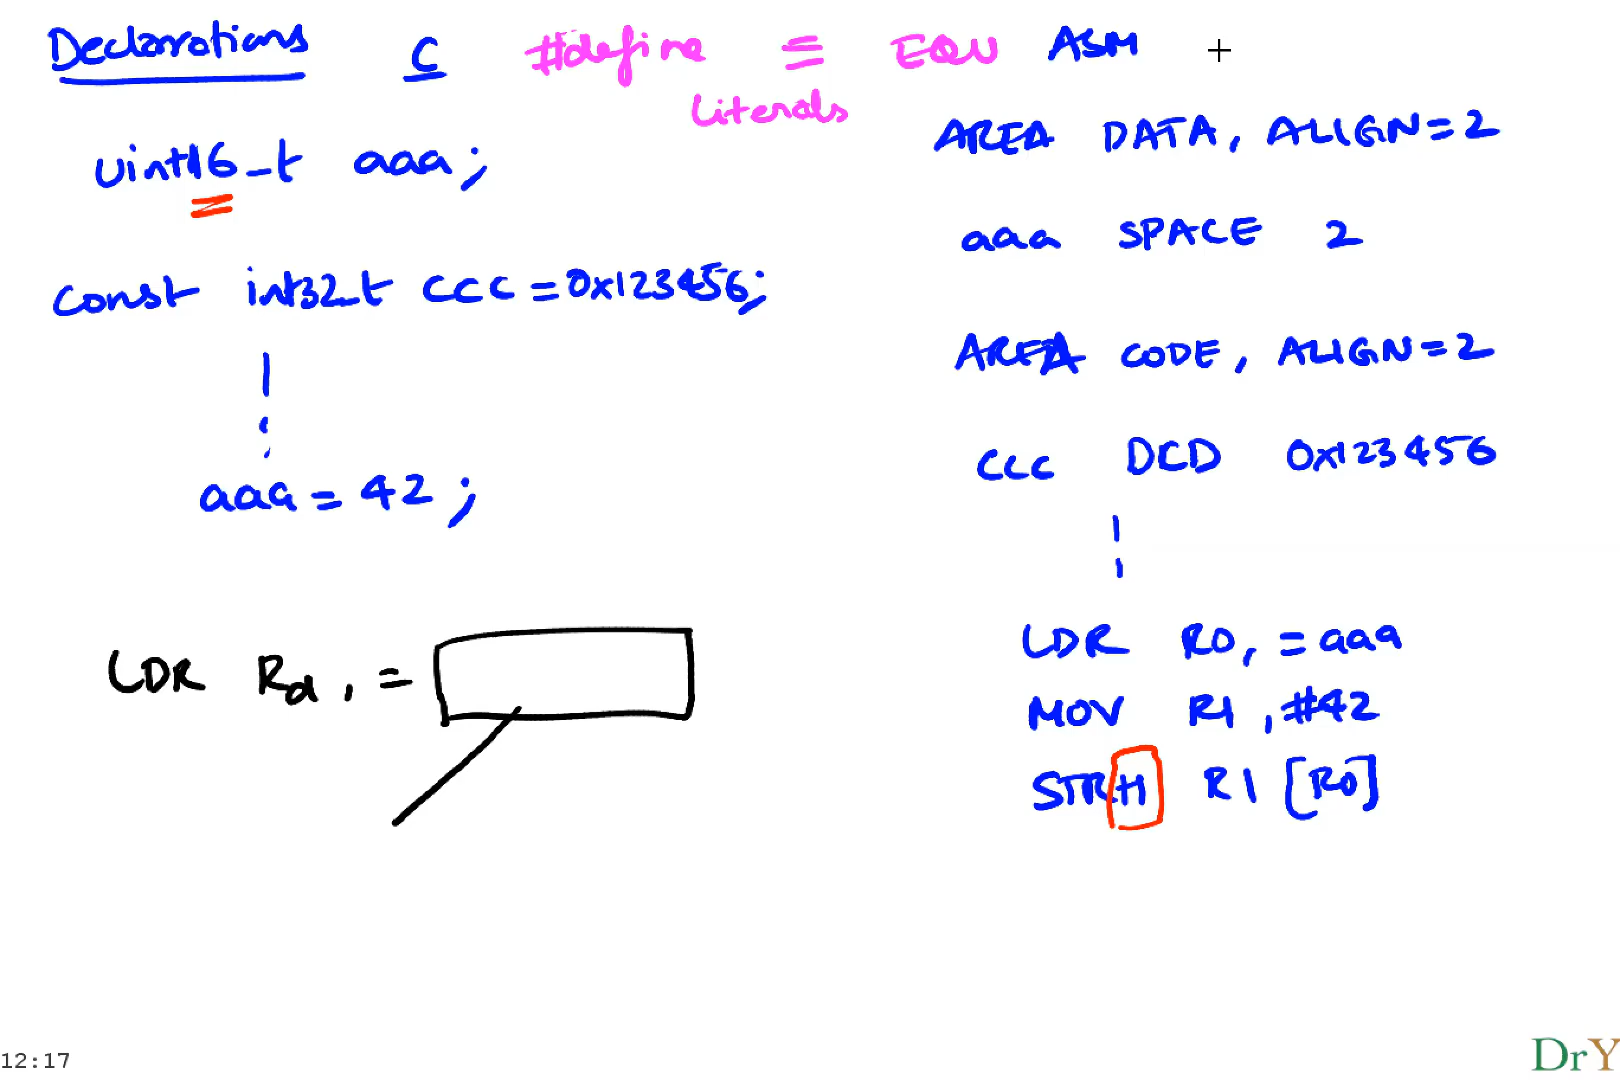 Declarations C #define = EQU ASM
Literals
uint16_t aaa;
const int32_t ccc = 0x123456;
aaa = 42;
LDR Rd, =
AREA DATA, ALIGN=2
aaa SPACE 2
AREA CODE, ALIGN=2
ccc DCD 0x123456
LDR R0, =aaa
MOV R1, #42
STRH R1 [R0]
12:17
DrY